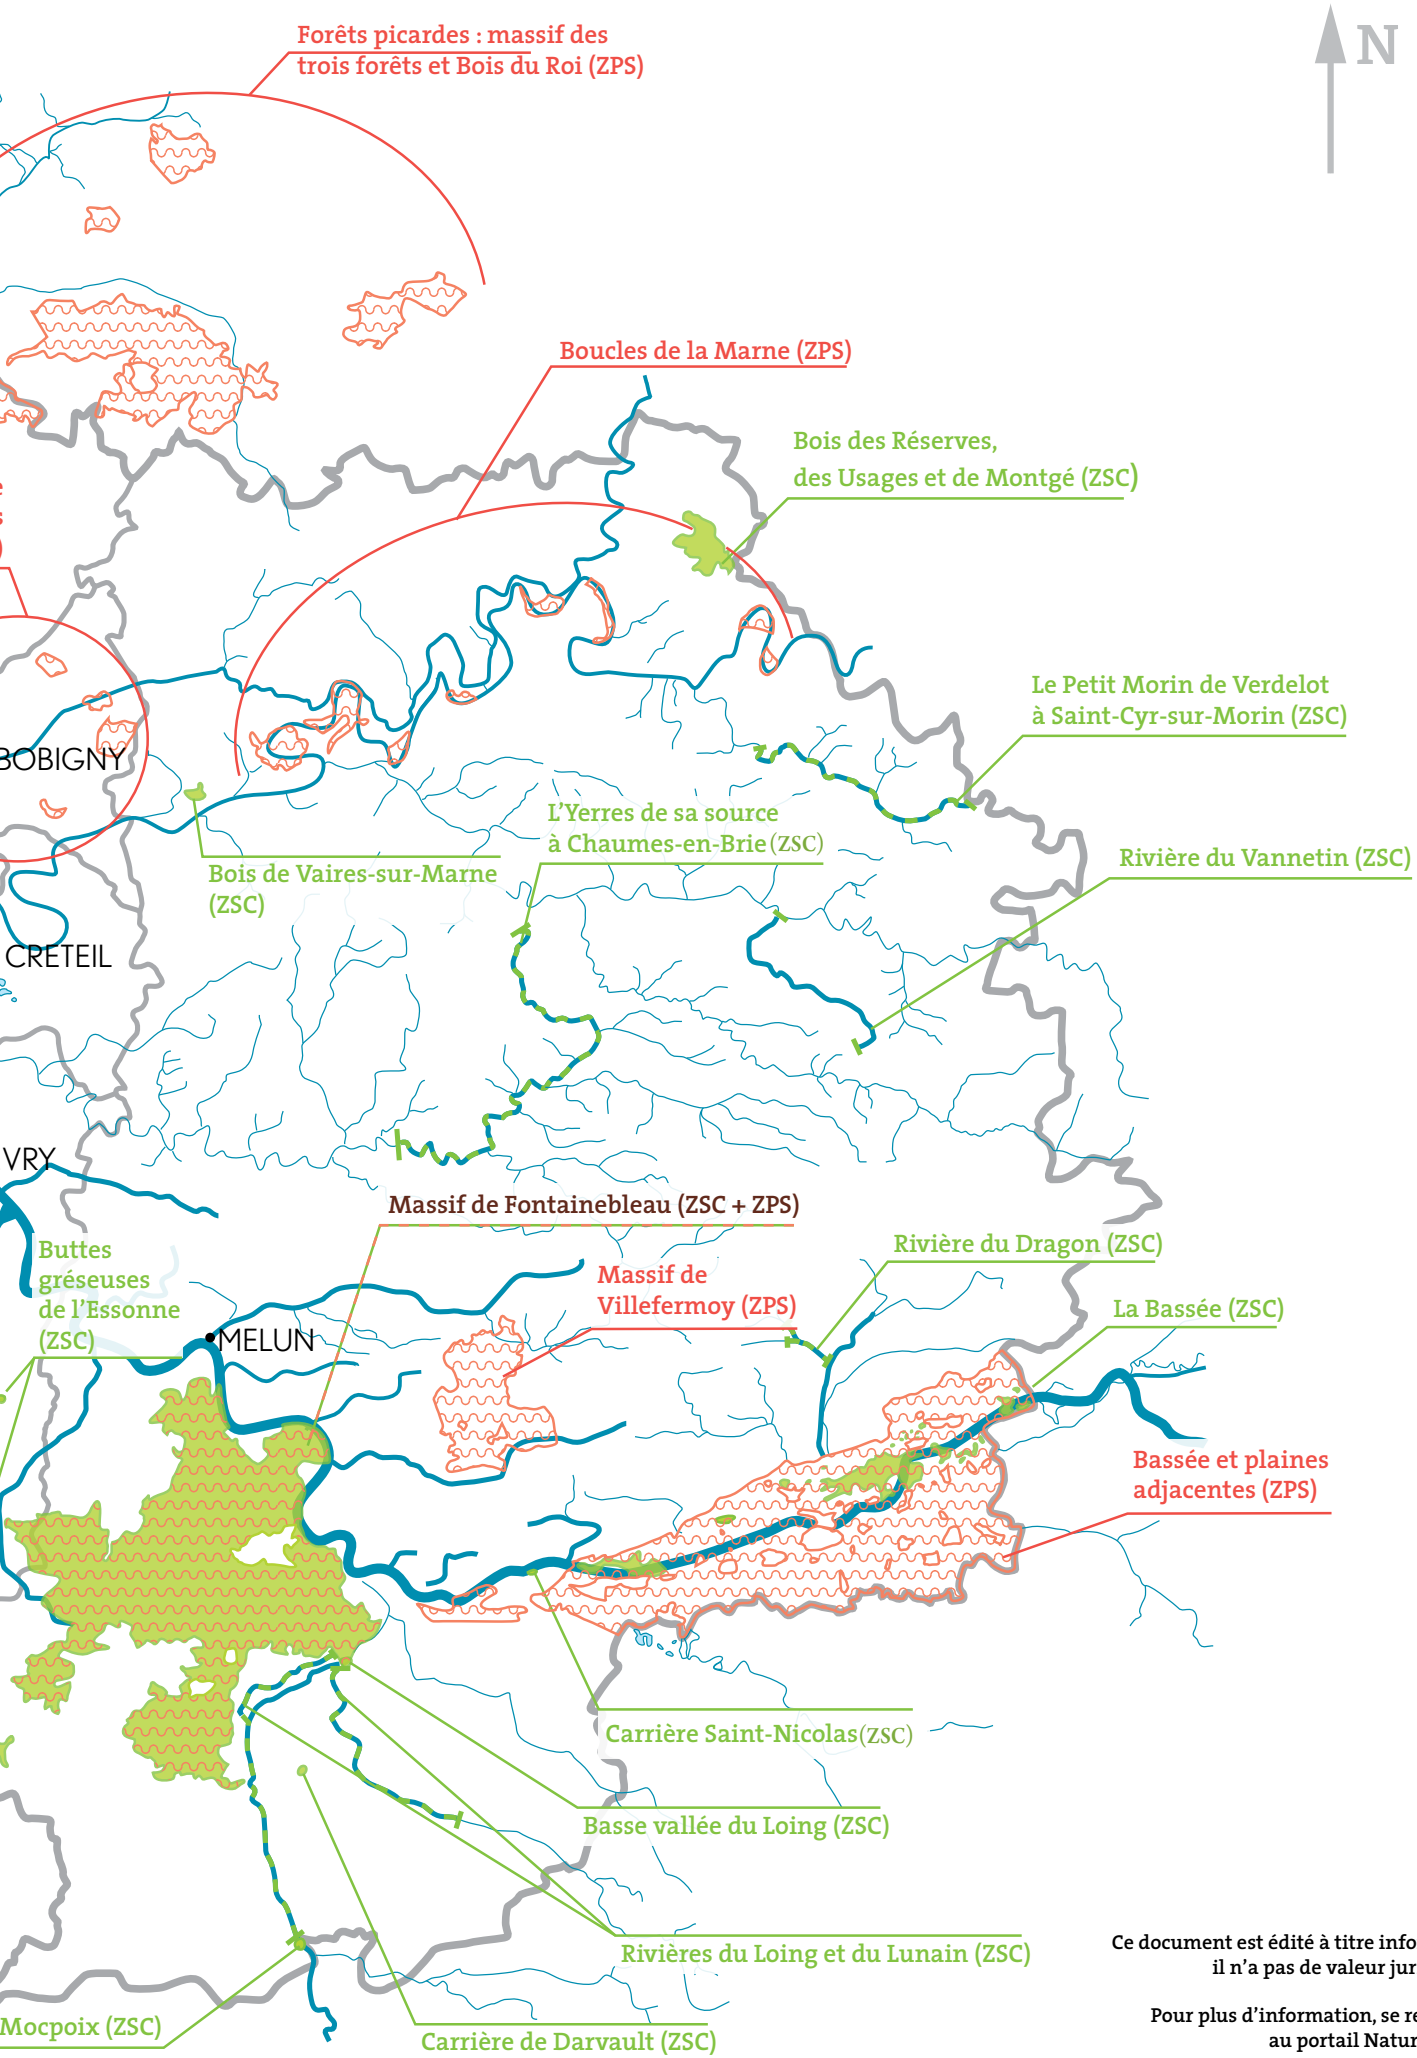 Forêts picardes : massif des
trois forêts et Bois du Roi (ZPS)
N
Boucles de la Marne (ZPS)
Bois des Réserves,
des Usages et de Montgé (ZSC)
e
s
)
Le Petit Morin de Verdelot
à Saint-Cyr-sur-Morin (ZSC)
BOBIGNY
L'Yerres de sa source
à Chaumes-en-Brie (ZSC)
Rivière du Vannetin (ZSC)
Bois de Vaires-sur-Marne
(ZSC)
CRETEIL
VRY
Massif de Fontainebleau (ZSC + ZPS)
Buttes
gréseuses
de l'Essonne
(ZSC)
Rivière du Dragon (ZSC)
Massif de
Villefermoy (ZPS)
La Bassée (ZSC)
MELUN
Bassée et plaines
adjacentes (ZPS)
Carrière Saint-Nicolas (ZSC)
Basse vallée du Loing (ZSC)
Rivières du Loing et du Lunain (ZSC)
Mocpoix (ZSC)
Carrière de Darvault (ZSC)
Ce document est édité à titre info
il n'a pas de valeur jur
Pour plus d'information, se re
au portail Natur